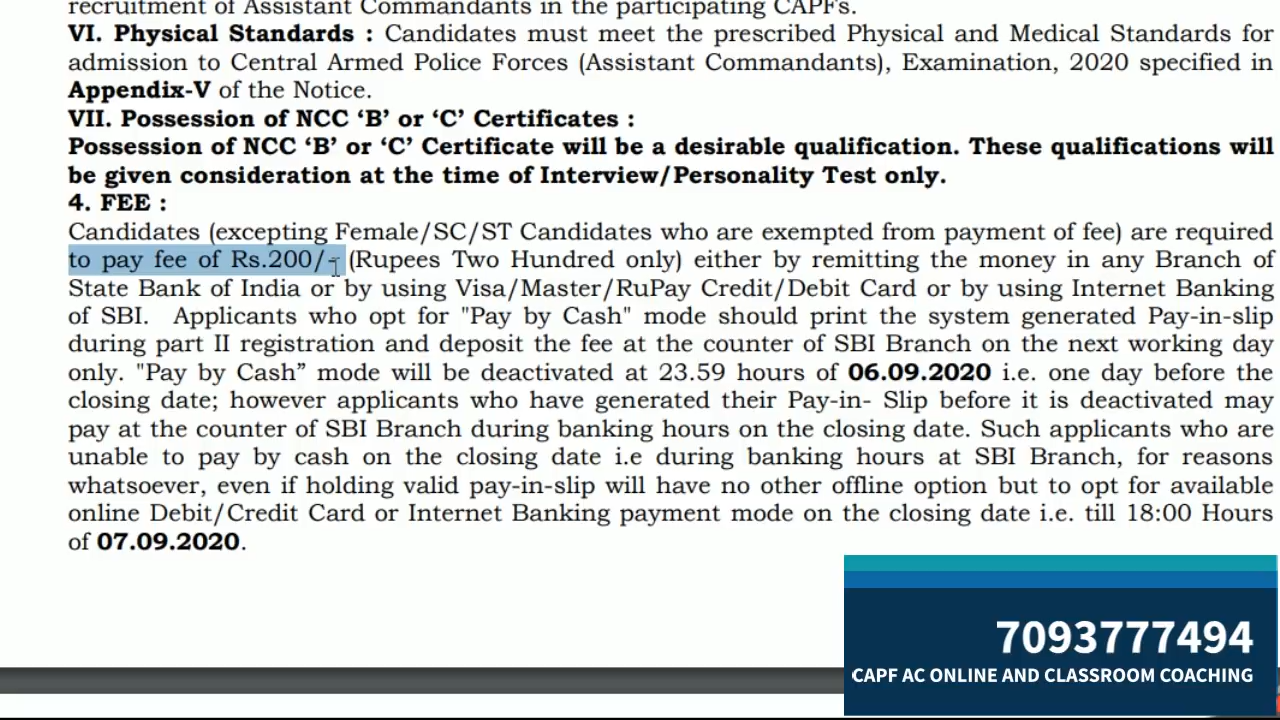 recruitment of Assistant Commandants in the participating CAPFs.
VI. Physical Standards : Candidates must meet the prescribed Physical and Medical Standards for
admission to Central Armed Police Forces (Assistant Commandants), Examination, 2020 specified in
Appendix-V of the Notice.
VII. Possession of NCC ‘B’ or ‘C’ Certificates :
Possession of NCC ‘B’ or ‘C’ Certificate will be a desirable qualification. These qualifications will
be given consideration at the time of Interview/Personality Test only.
4. FEE :
Candidates (excepting Female/SC/ST Candidates who are exempted from payment of fee) are required
to pay fee of Rs.200/- (Rupees Two Hundred only) either by remitting the money in any Branch of
State Bank of India or by using Visa/Master/RuPay Credit/Debit Card or by using Internet Banking
of SBI. Applicants who opt for "Pay by Cash" mode should print the system generated Pay-in-slip
during part II registration and deposit the fee at the counter of SBI Branch on the next working day
only. "Pay by Cash” mode will be deactivated at 23.59 hours of 06.09.2020 i.e. one day before the
closing date; however applicants who have generated their Pay-in- Slip before it is deactivated may
pay at the counter of SBI Branch during banking hours on the closing date. Such applicants who are
unable to pay by cash on the closing date i.e during banking hours at SBI Branch, for reasons
whatsoever, even if holding valid pay-in-slip will have no other offline option but to opt for available
online Debit/Credit Card or Internet Banking payment mode on the closing date i.e. till 18:00 Hours
of 07.09.2020.
7093777494
CAPF AC ONLINE AND CLASSROOM COACHING